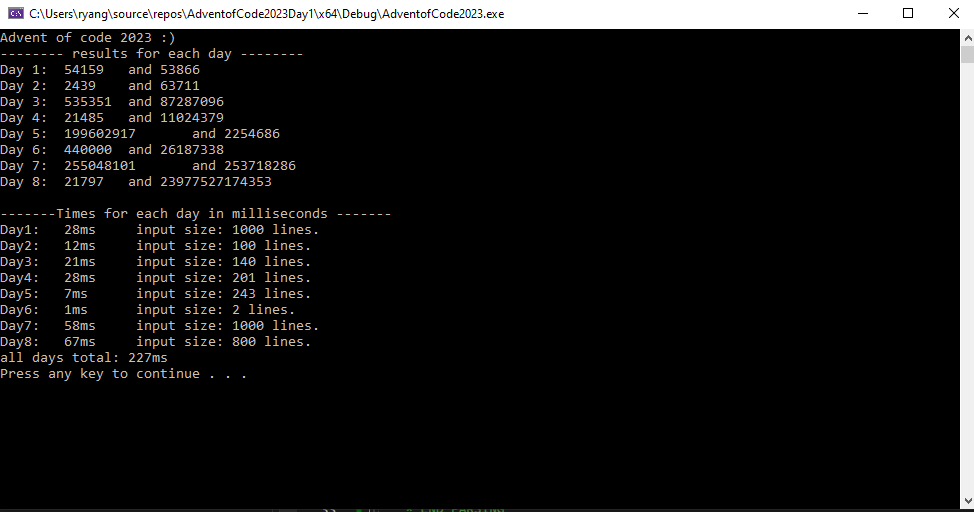 C:\Users\ryang\source\repos\AdventofCode2023Day1\x64\Debug\AdventofCode2023.exe
Advent of code 2023 :)
-------- results for each day --------
Day 1:  54159   and 53866
Day 2:  2439    and 63711
Day 3:  535351  and 87287096
Day 4:  21485   and 11024379
Day 5:  199602917       and 2254686
Day 6:  440000  and 26187338
Day 7:  255048101       and 253718286
Day 8:  21797   and 23977527174353
-------Times for each day in milliseconds -------
Day1:   28ms     input size: 1000 lines.
Day2:   12ms     input size: 100 lines.
Day3:   21ms     input size: 140 lines.
Day4:   28ms     input size: 201 lines.
Day5:   7ms      input size: 243 lines.
Day6:   1ms      input size: 2 lines.
Day7:   58ms     input size: 1000 lines.
Day8:   67ms     input size: 800 lines.
all days total: 227ms
Press any key to continue . . .